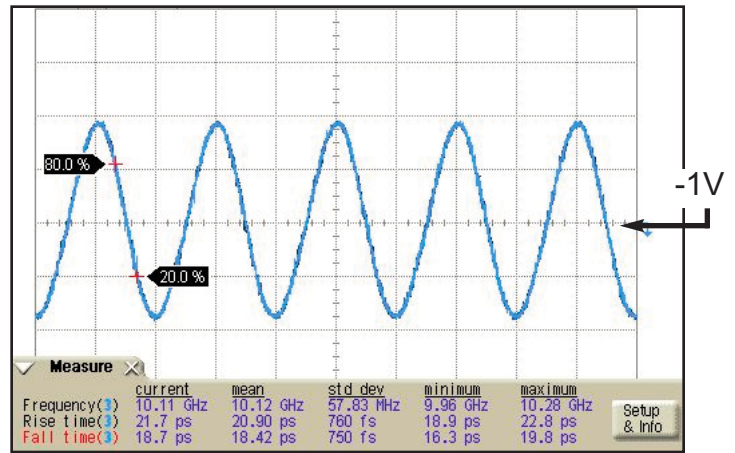 80.0 %
-1V
20.0 %
Measure
current mean std dev minimum maximum
Frequency(3) 10.11 GHz 10.12 GHz 57.83 MHz 9.96 GHz 10.28 GHz
Rise time(3) 21.7 ps 20.90 ps 760 fs 18.9 ps 22.8 ps
Fall time(3) 18.7 ps 18.42 ps 750 fs 16.3 ps 19.8 ps
Setup
& Info